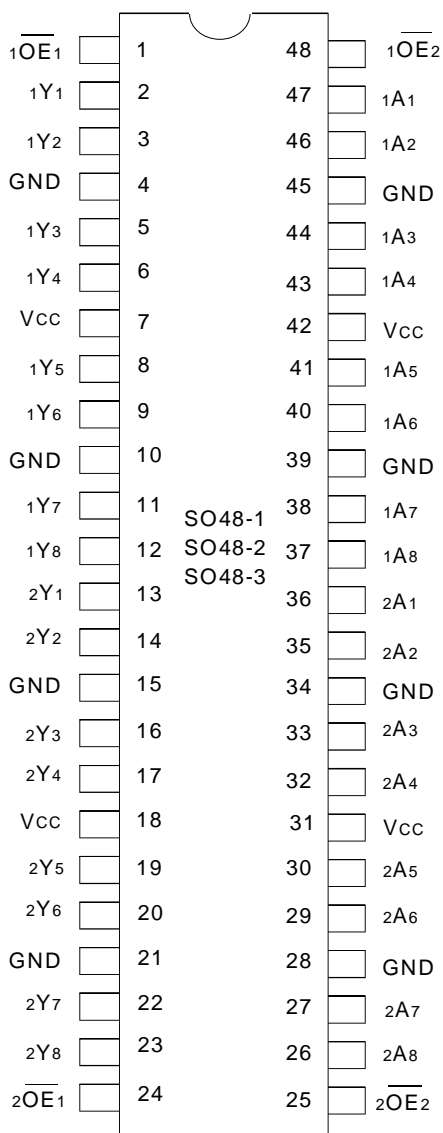 1OE1 1 48 1OE2
1Y1 2 47 1A1
1Y2 3 46 1A2
GND 4 45 GND
1Y3 5 44 1A3
1Y4 6 43 1A4
VCC 7 42 VCC
1Y5 8 41 1A5
1Y6 9 40 1A6
GND 10 39 GND
1Y7 11 38 1A7
SO48-1
1Y8 12 37 1A8
SO48-2
SO48-3
2Y1 13 36 2A1
2Y2 14 35 2A2
GND 15 34 GND
2Y3 16 33 2A3
2Y4 17 32 2A4
VCC 18 31 VCC
2Y5 19 30 2A5
2Y6 20 29 2A6
GND 21 28 GND
2Y7 22 27 2A7
2Y8 23 26 2A8
2OE1 24 25 2OE2